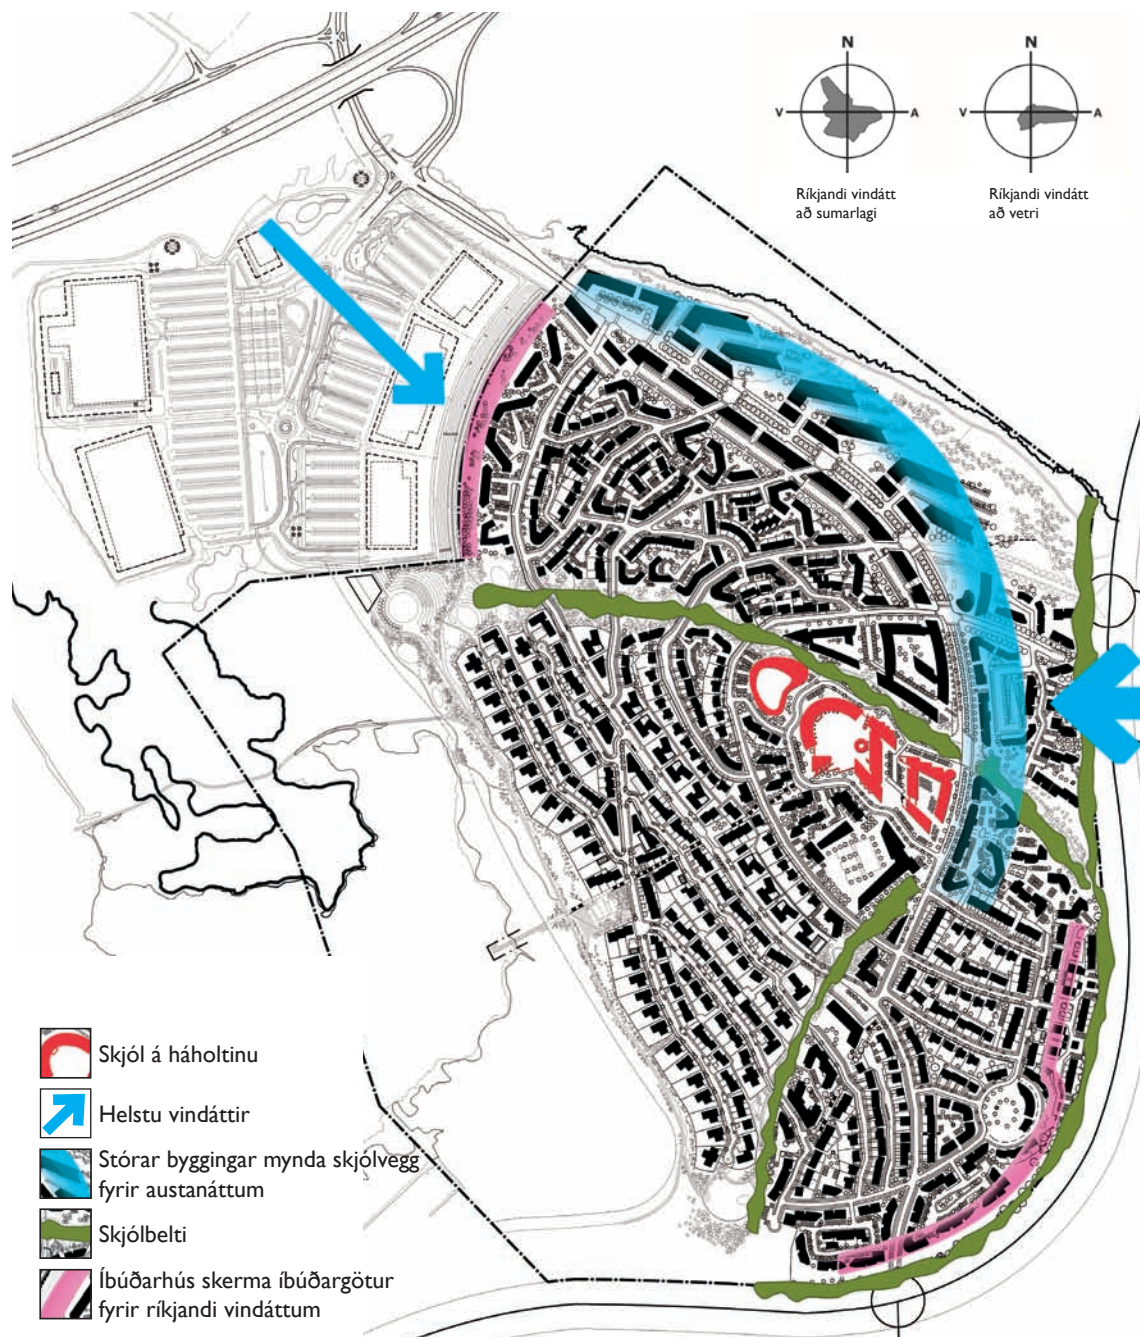 N
N
V
A
V
A
Ríkjandi vindátt
að sumarlagi
Ríkjandi vindátt
að vetri
Skjól á háholtinu
Helstu vindáttir
Stórar byggingar mynda skjólvegg
fyrir austanáttum
Skjólbelti
Íbúðarhús skerma íbúðargötur
fyrir ríkjandi vindáttum